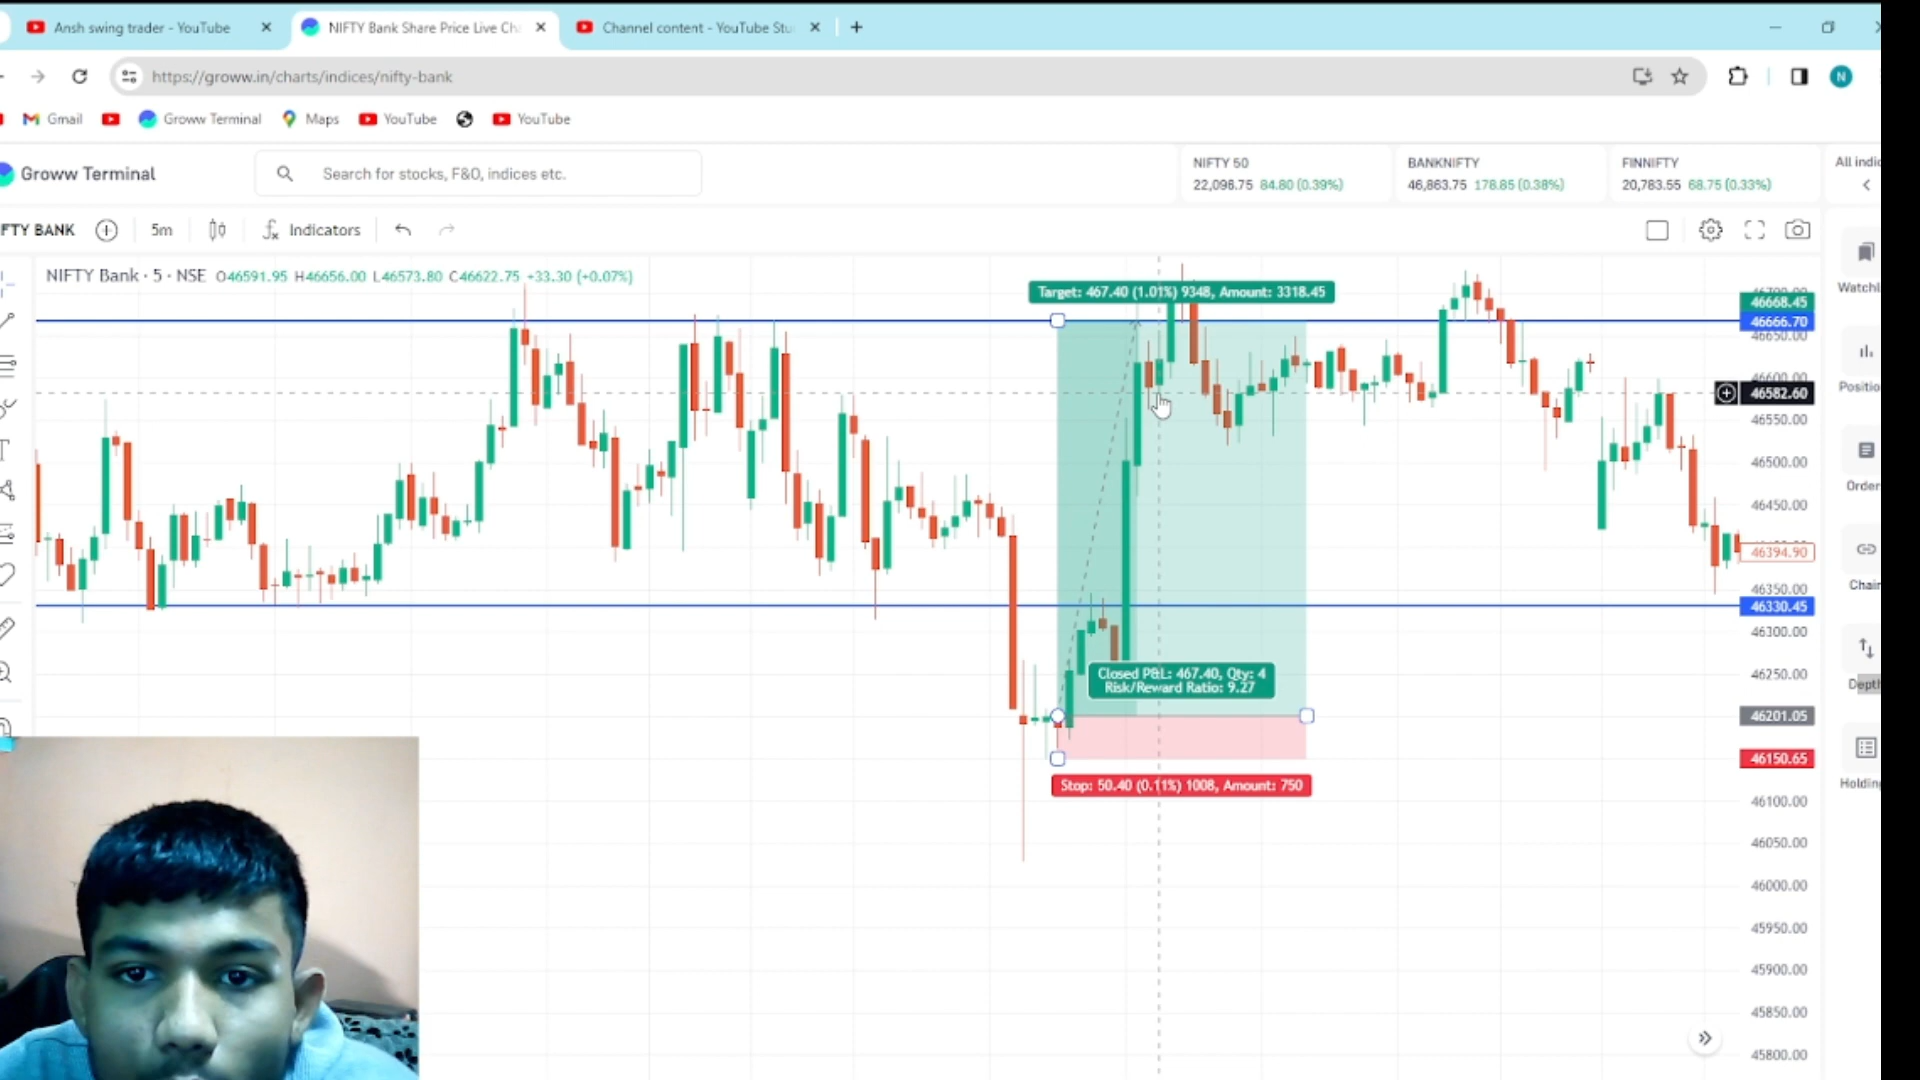 Ansh swing trader - YouTube
NIFTY Bank Share Price Live Ch
Channel content - YouTube Stu
https://groww.in/charts/indices/nifty-bank
N
Gmail
Groww Terminal
Maps
YouTube
YouTube
Groww Terminal
Search for stocks, F&O, indices etc.
NIFTY 50
22,098.75 84.80 (0.39%)
BANKNIFTY
46,863.75 178.85 (0.38%)
FINNIFTY
20,783.55 68.75 (0.33%)
All indic
FTY BANK
5m
Indicators
NIFTY Bank · 5 · NSE O46591.95 H46656.00 L46573.80 C46622.75 +33.30 (+0.07%)
Target: 467.40 (1.01%) 9348, Amount: 3318.45
Closed P&L: 467.40, Qty: 4
Risk/Reward Ratio: 9.27
Stop: 50.40 (0.11%) 1008, Amount: 750
46668.45
46666.70
46650.00
46600.00
46582.60
46550.00
46500.00
46450.00
46394.90
46350.00
46330.45
46300.00
46250.00
46201.05
46150.65
46100.00
46050.00
46000.00
45950.00
45900.00
45850.00
45800.00
Watchl
Positio
Order
Chai
Depth
Holdin